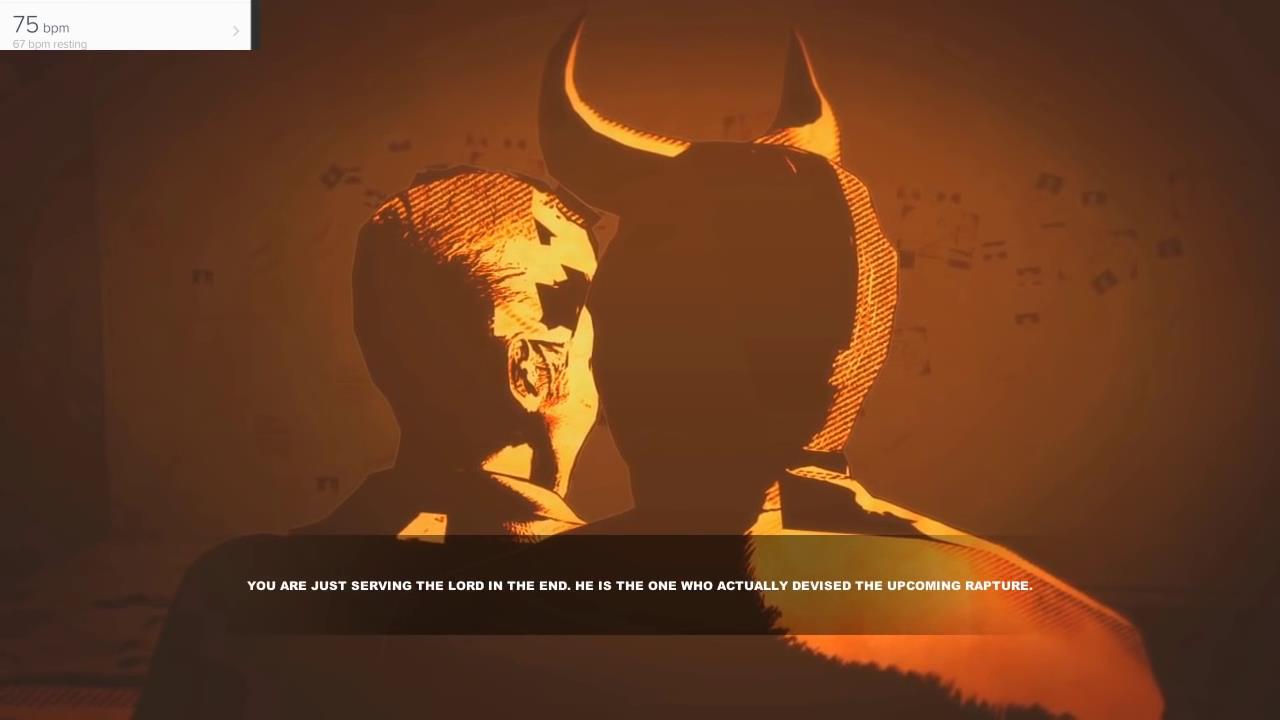 75 bpm
67 bpm resting
YOU ARE JUST SERVING THE LORD IN THE END. HE IS THE ONE WHO ACTUALLY DEVISED THE UPCOMING RAPTURE.